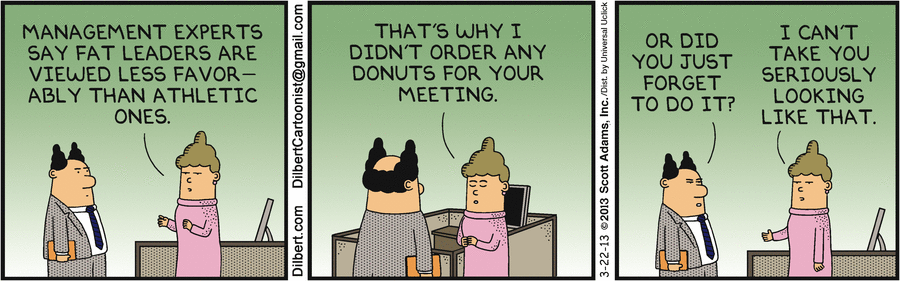 MANAGEMENT EXPERTS
SAY FAT LEADERS ARE
VIEWED LESS FAVOR—
ABLY THAN ATHLETIC
ONES.
Dilbert.com DilbertCartoonist@gmail.com
THAT'S WHY I
DIDN'T ORDER ANY
DONUTS FOR YOUR
MEETING.
3-22-13 ©2013 Scott Adams, Inc. /Dist. by Universal Uclick
OR DID
YOU JUST
FORGET
TO DO IT?
I CAN'T
TAKE YOU
SERIOUSLY
LOOKING
LIKE THAT.